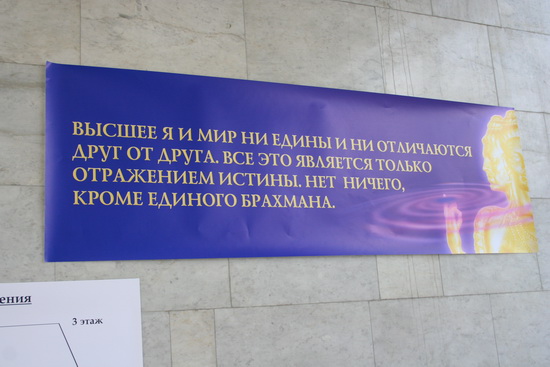 ВЫСШЕЕ Я И МИР НИ ЕДИНЫ И НИ ОТЛИЧАЮТСЯ
ДРУГ ОТ ДРУГА. ВСЕ ЭТО ЯВЛЯЕТСЯ ТОЛЬКО
ОТРАЖЕНИЕМ ИСТИНЫ. НЕТ НИЧЕГО,
КРОМЕ ЕДИНОГО БРАХМАНА.
3 этаж